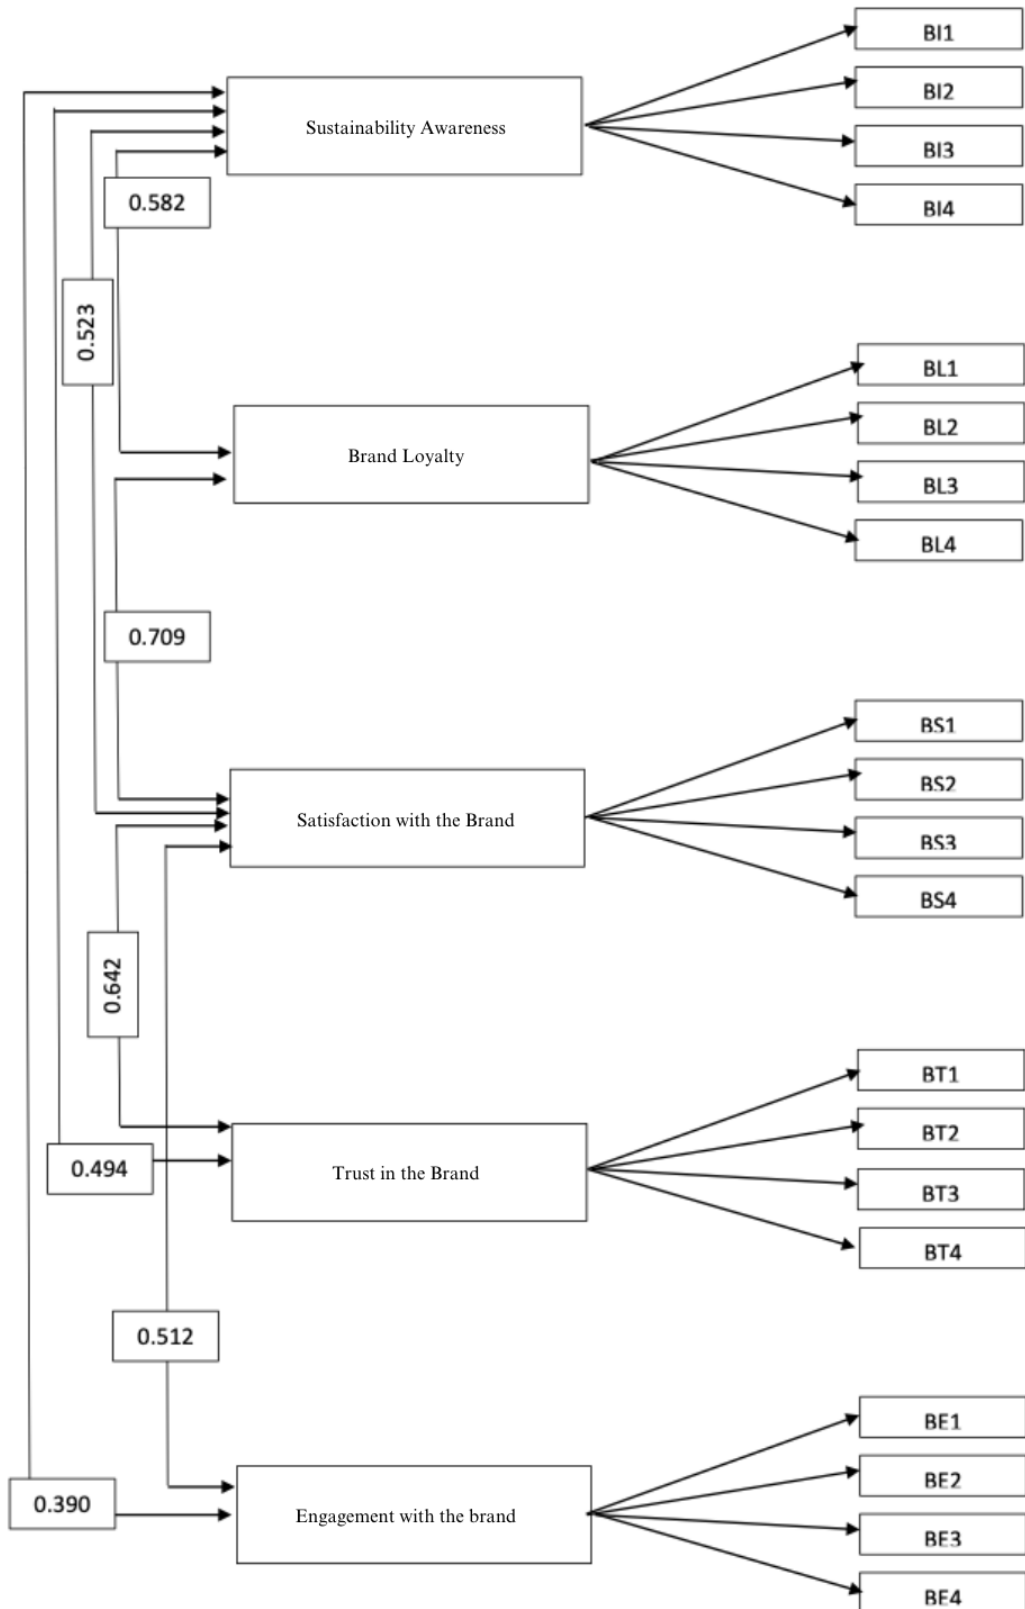 BI1
BI2
Sustainability Awareness
BI3
BI4
0.582
0.523
BL1
BL2
Brand Loyalty
BL3
BL4
0.709
BS1
BS2
Satisfaction with the Brand
BS3
BS4
0.642
BT1
BT2
0.494
Trust in the Brand
BT3
BT4
0.512
BE1
BE2
0.390
Engagement with the brand
BE3
BE4